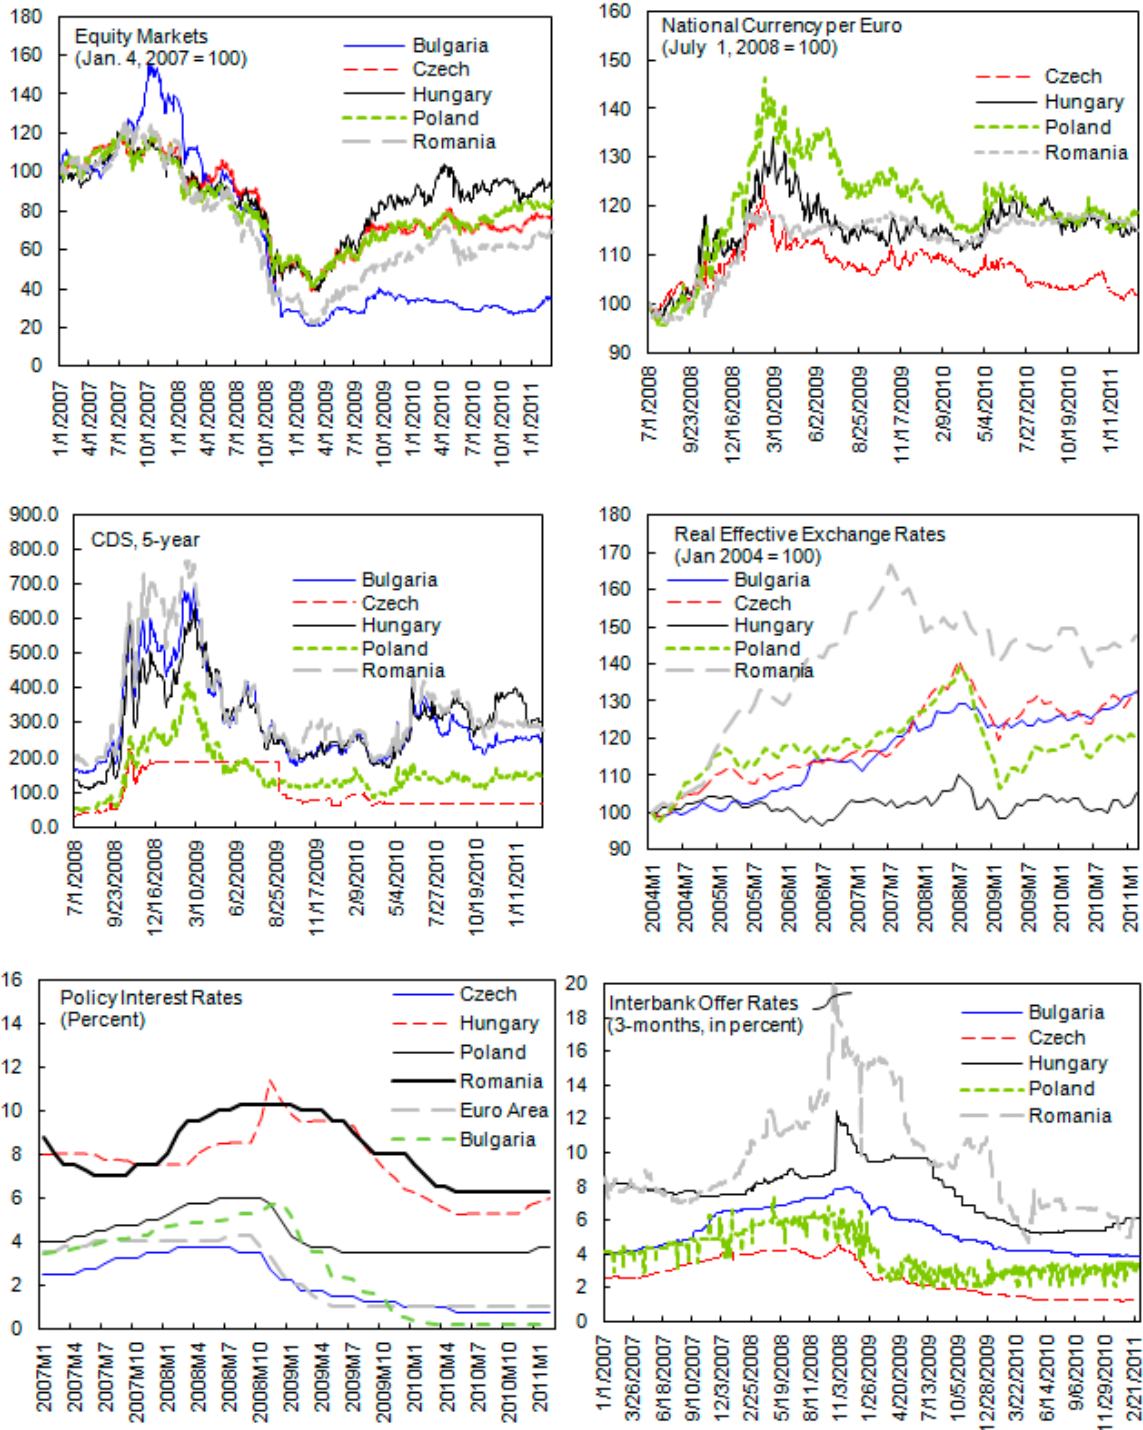 Equity Markets
(Jan. 4, 2007 = 100)
Bulgaria
Czech
Hungary
Poland
Romania
180
160
140
120
100
80
60
40
20
0
1/1/2007
4/1/2007
7/1/2007
10/1/2007
1/1/2008
4/1/2008
7/1/2008
10/1/2008
1/1/2009
4/1/2009
7/1/2009
10/1/2009
1/1/2010
4/1/2010
7/1/2010
10/1/2010
1/1/2011
National Currency per Euro
(July 1, 2008 = 100)
Czech
Hungary
Poland
Romania
160
150
140
130
120
110
100
90
7/1/2008
9/23/2008
12/16/2008
3/10/2009
6/2/2009
8/25/2009
11/17/2009
2/9/2010
5/4/2010
7/27/2010
10/19/2010
1/11/2011
CDS, 5-year
Bulgaria
Czech
Hungary
Poland
Romania
900.0
800.0
700.0
600.0
500.0
400.0
300.0
200.0
100.0
0.0
7/1/2008
9/23/2008
12/16/2008
3/10/2009
6/2/2009
8/25/2009
11/17/2009
2/9/2010
5/4/2010
7/27/2010
10/19/2010
1/11/2011
Real Effective Exchange Rates
(Jan 2004 = 100)
Bulgaria
Czech
Hungary
Poland
Romania
180
170
160
150
140
130
120
110
100
90
2004M1
2004M7
2005M1
2005M7
2006M1
2006M7
2007M1
2007M7
2008M1
2008M7
2009M1
2009M7
2010M1
2010M7
2011M1
Policy Interest Rates
(Percent)
Czech
Hungary
Poland
Romania
Euro Area
Bulgaria
16
14
12
10
8
6
4
2
0
2007M1
2007M4
2007M7
2007M10
2008M1
2008M4
2008M7
2008M10
2009M1
2009M4
2009M7
2009M10
2010M1
2010M4
2010M7
2010M10
2011M1
Interbank Offer Rates
(3-months, in percent)
Bulgaria
Czech
Hungary
Poland
Romania
20
18
16
14
12
10
8
6
4
2
0
1/1/2007
3/26/2007
6/18/2007
9/10/2007
12/3/2007
2/25/2008
5/19/2008
8/11/2008
11/3/2008
1/26/2009
4/20/2009
7/13/2009
10/5/2009
12/28/2009
3/22/2010
6/14/2010
9/6/2010
11/29/2010
2/21/2011